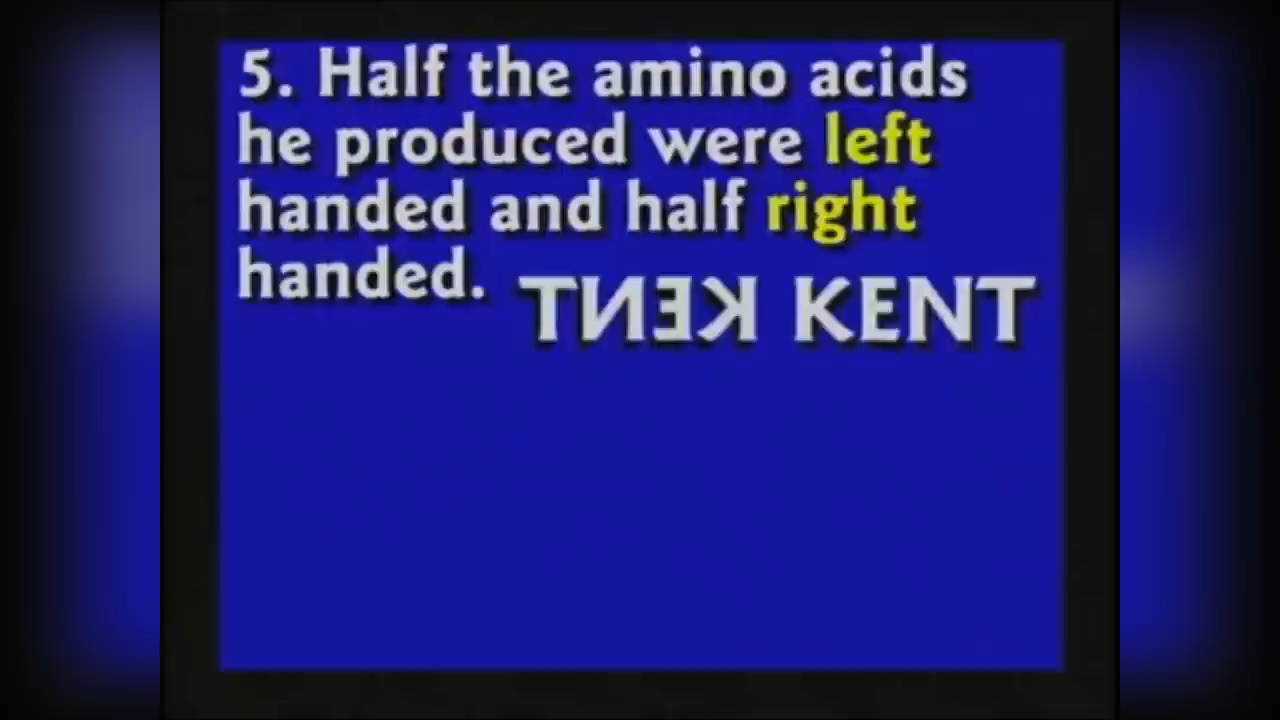 5. Half the amino acids
he produced were left
handed and half right
handed.
TИƎꓘ KENT